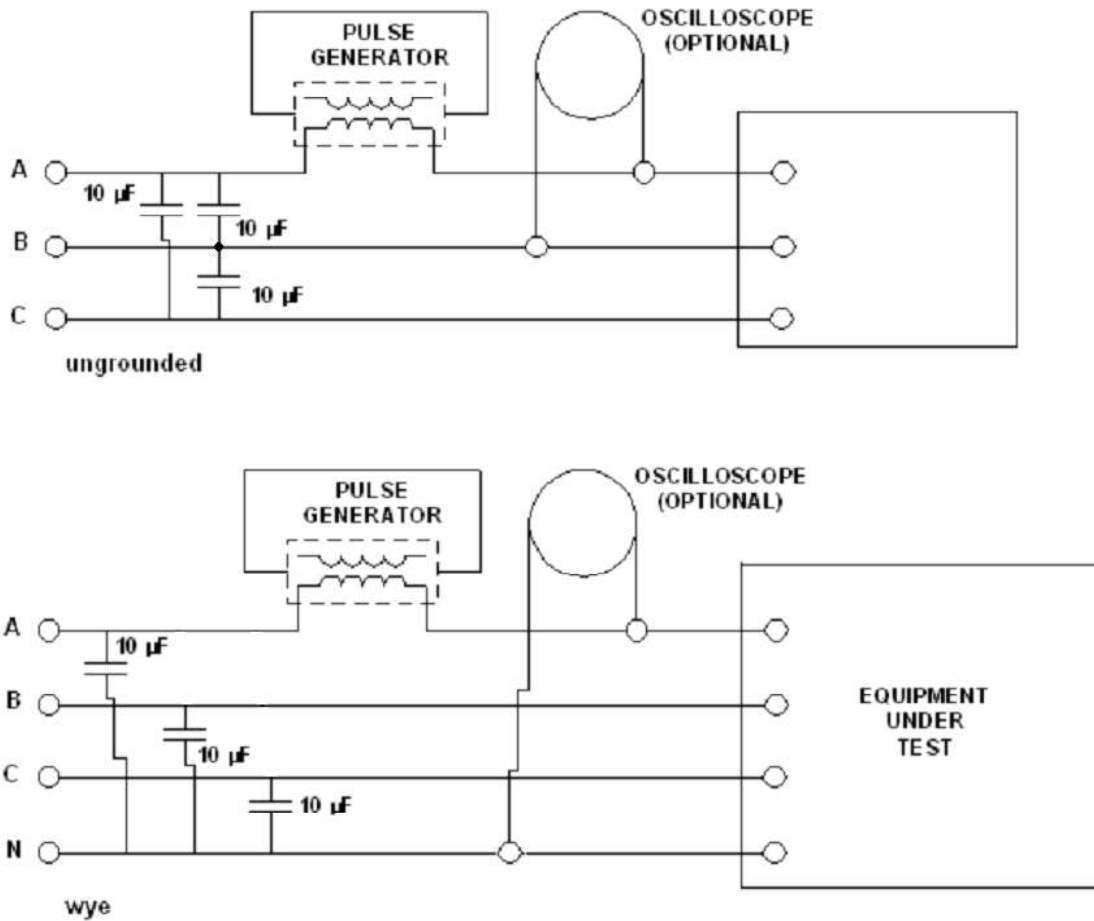 PULSE
GENERATOR
OSCILLOSCOPE
(OPTIONAL)
A
10 µF
10 µF
B
10 µF
C
ungrounded
PULSE
GENERATOR
OSCILLOSCOPE
(OPTIONAL)
A
10 µF
B
10 µF
C
10 µF
N
EQUIPMENT
UNDER
TEST
wye